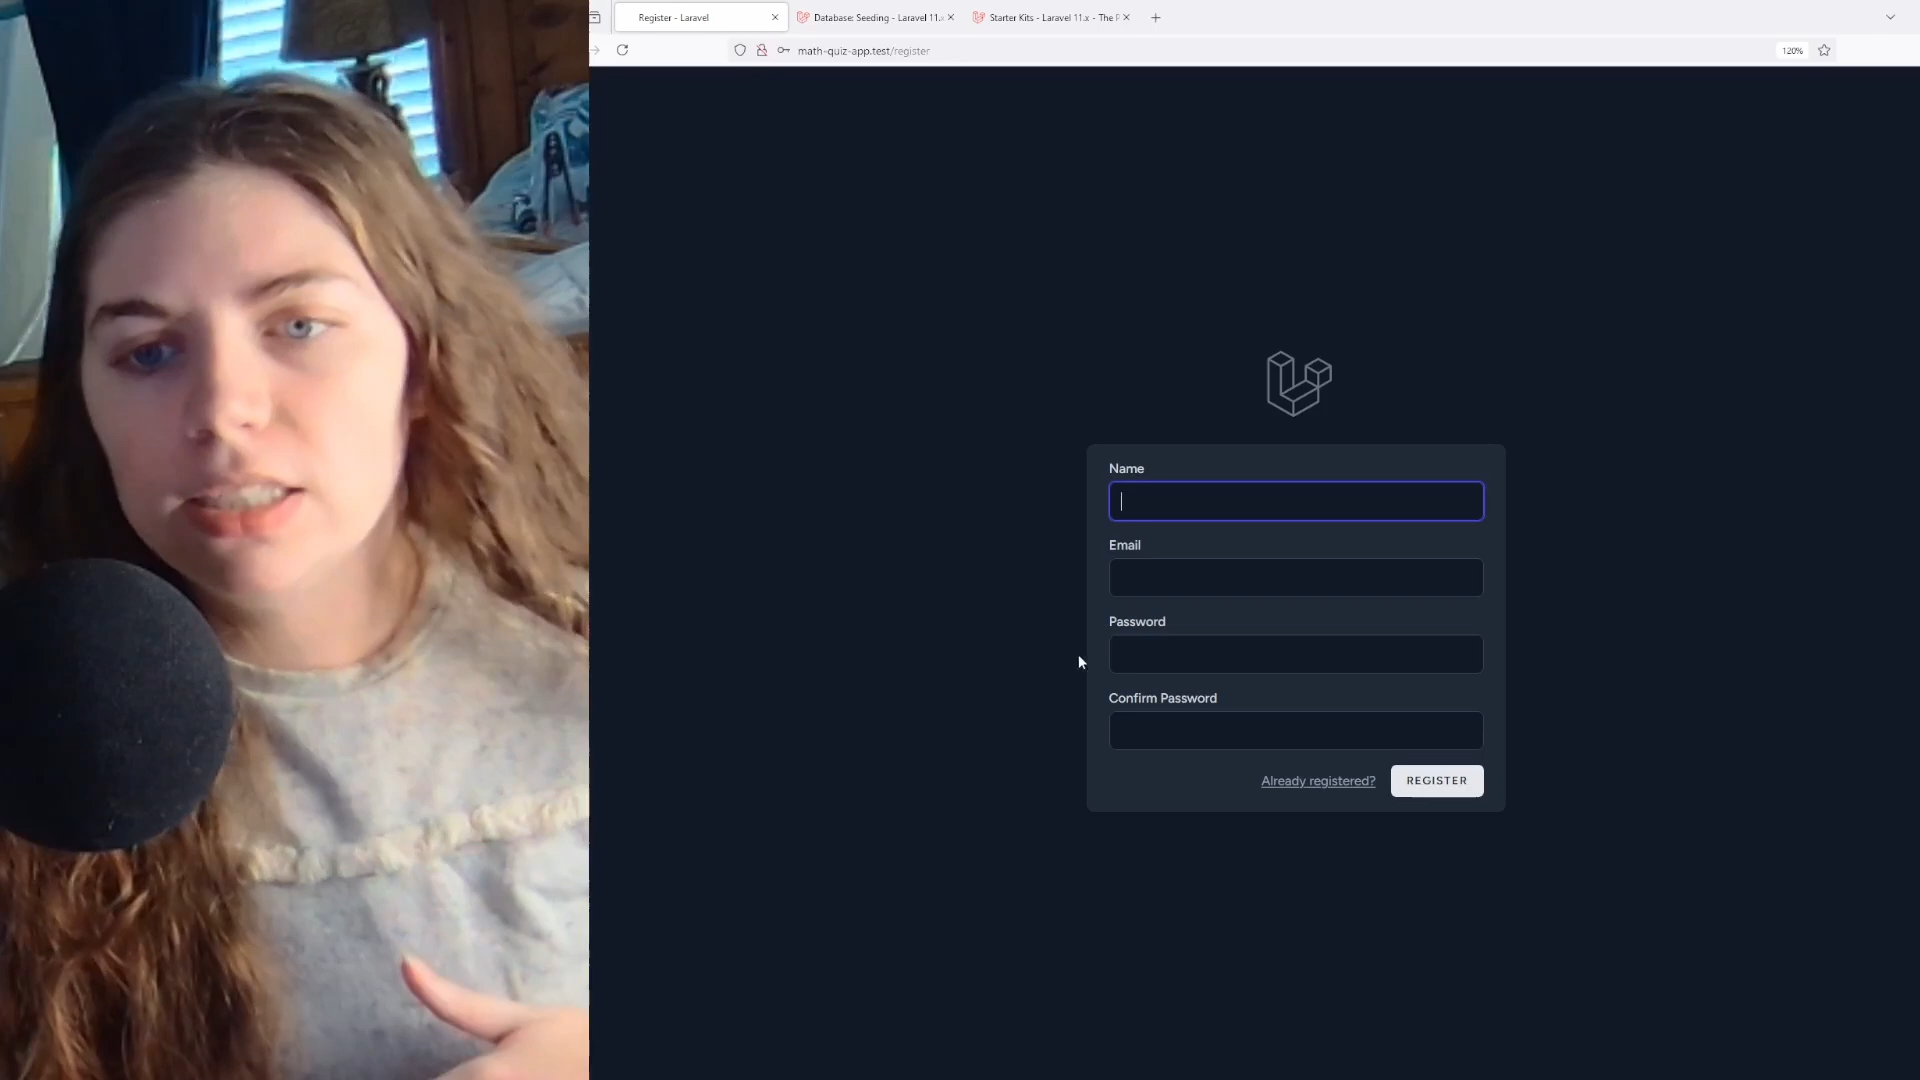 Register - Laravel
Database: Seeding - Laravel 11.x
Starter Kits - Laravel 11.x - The P
math-quiz-app.test/register
120%
Name
Email
Password
Confirm Password
Already registered?
REGISTER